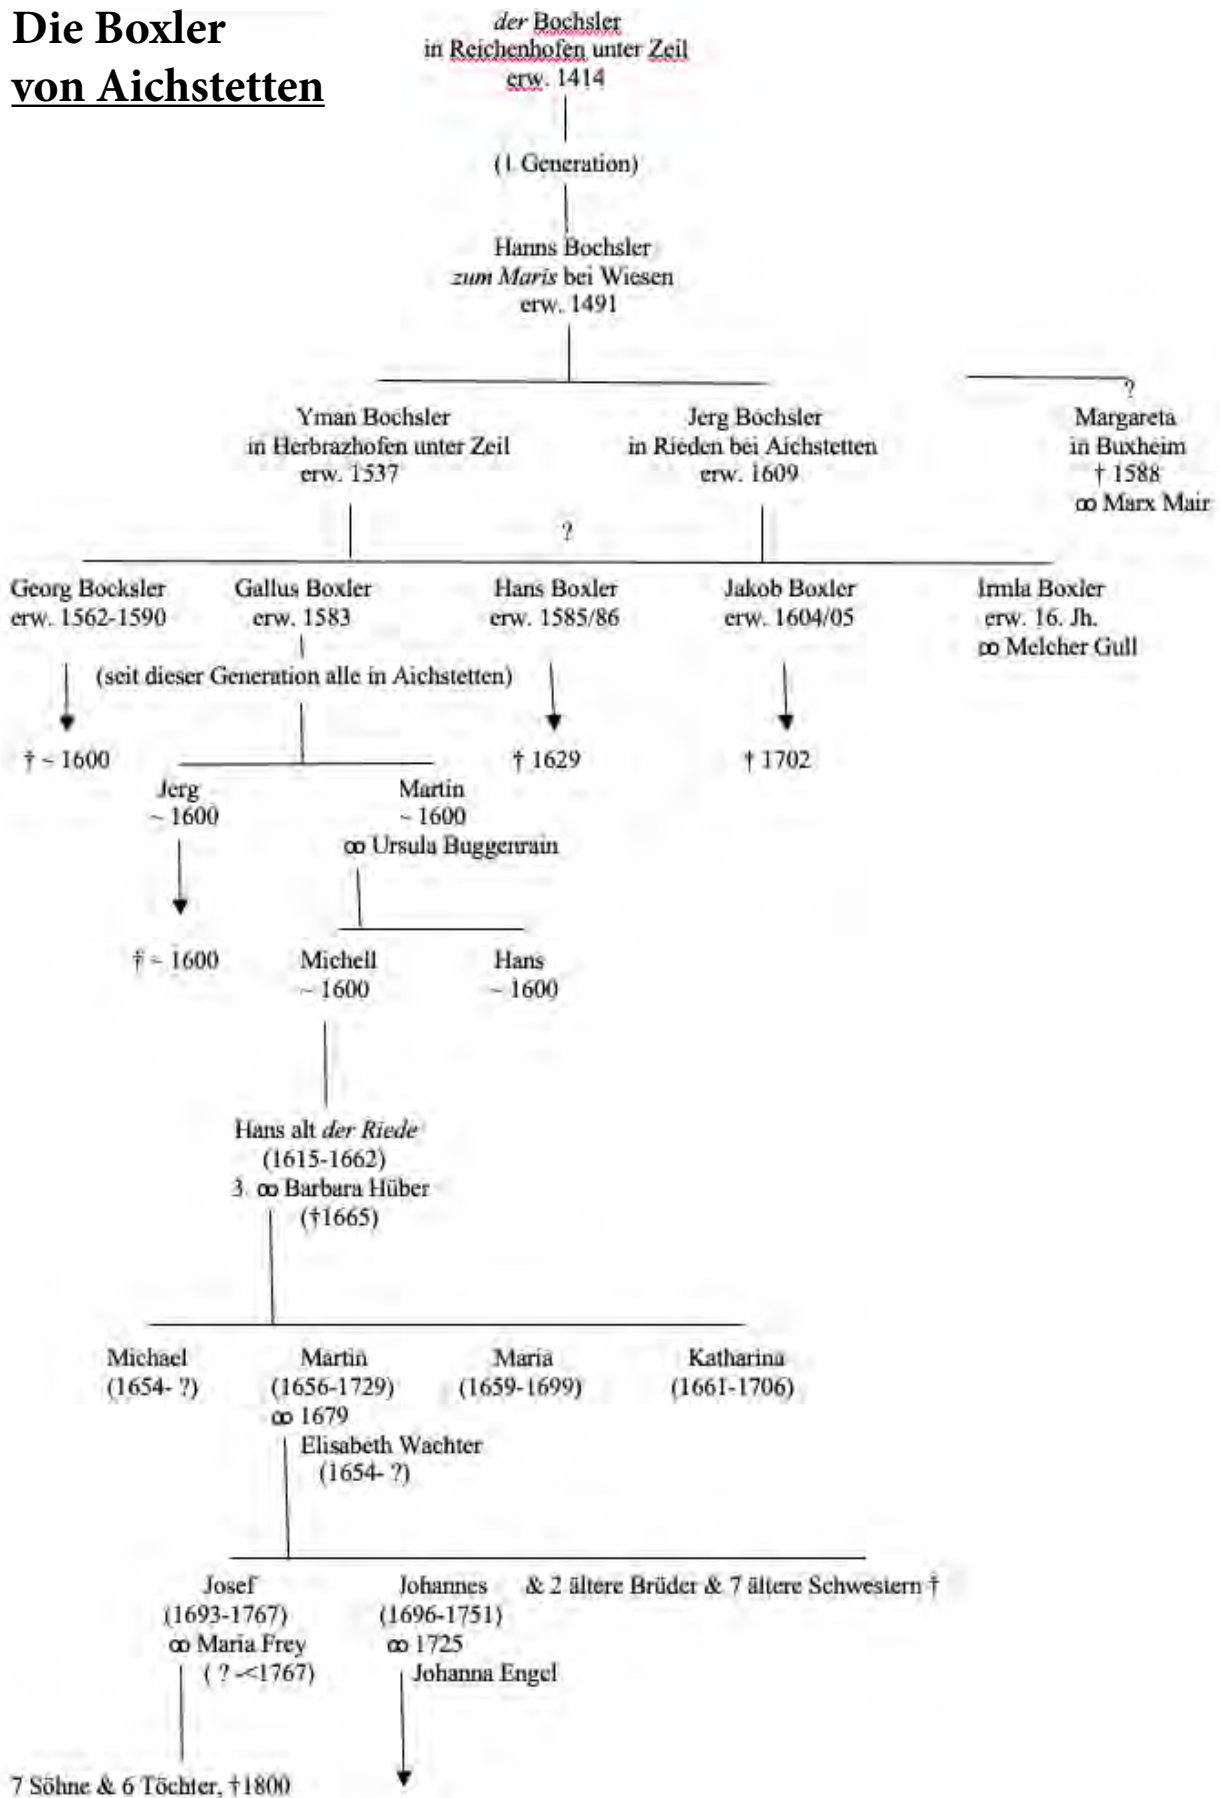 Die Boxler
von Aichstetten
der Bochsler
in Reichenhofen unter Zeil
erw. 1414
(1 Generation)
Hanns Bochsler
zum Maris bei Wiesen
erw. 1491
?
Yman Bochsler
in Herbrazhofen unter Zeil
erw. 1537
Jerg Bochsler
in Rieden bei Aichstetten
erw. 1609
Margareta
in Buxheim
† 1588
∞ Marx Mair
?
Georg Bocksler
erw. 1562-1590
Gallus Boxler
erw. 1583
Hans Boxler
erw. 1585/86
Jakob Boxler
erw. 1604/05
Irmla Boxler
erw. 16. Jh.
∞ Melcher Gull
(seit dieser Generation alle in Aichstetten)
† ~ 1600
† 1629
† 1702
Jerg
~ 1600
Martin
~ 1600
∞ Ursula Buggenrain
† ~ 1600
Michell
~ 1600
Hans
~ 1600
Hans alt der Riede
(1615-1662)
3. ∞ Barbara Hüber
(†1665)
Michael
(1654- ?)
Martin
(1656-1729)
∞ 1679
Elisabeth Wachter
(1654- ?)
Maria
(1659-1699)
Katharina
(1661-1706)
Josef
(1693-1767)
∞ Maria Frey
( ? -<1767)
Johannes
(1696-1751)
∞ 1725
Johanna Engel
& 2 ältere Brüder & 7 ältere Schwestern †
7 Söhne & 6 Töchter, †1800